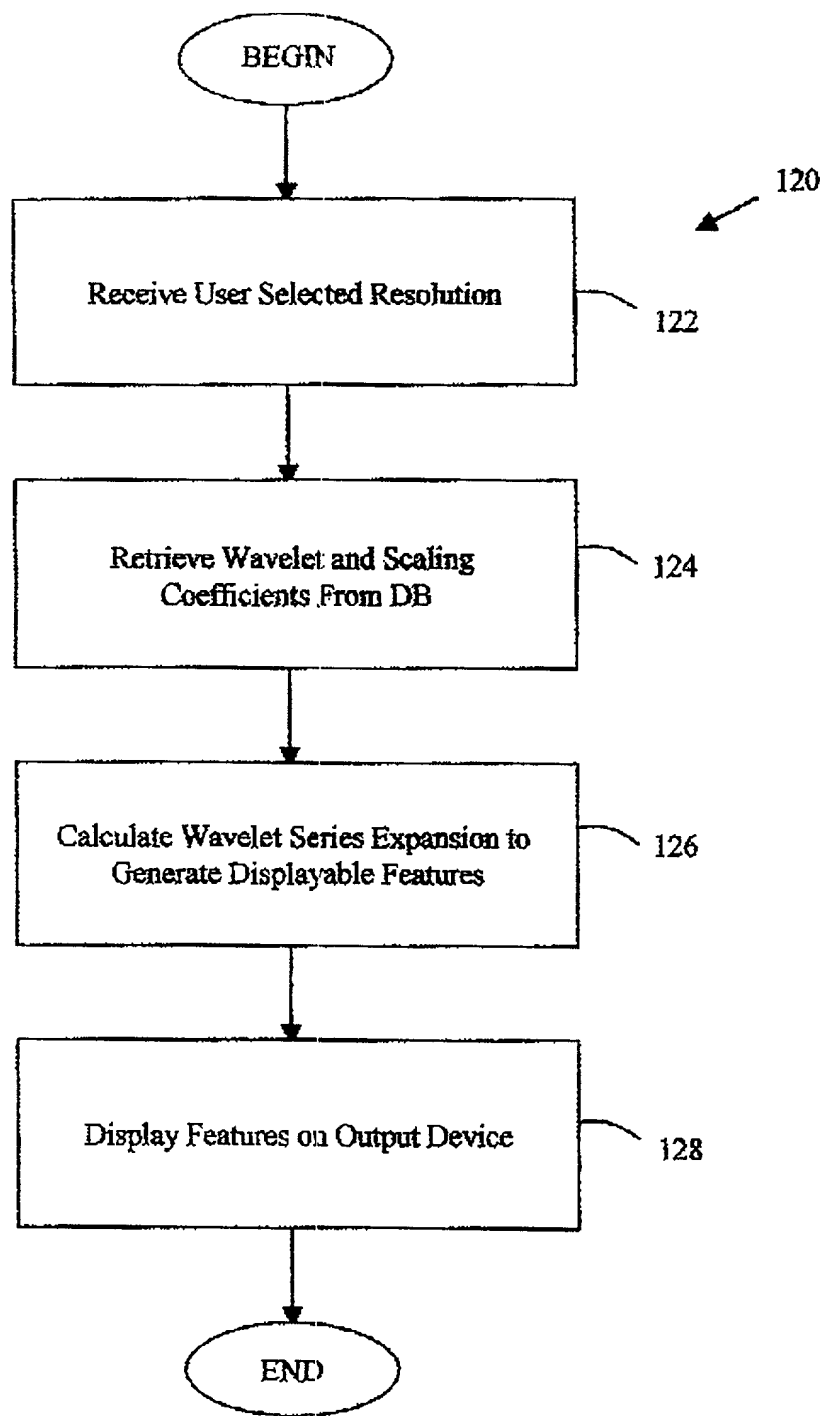 BEGIN
120
Receive User Selected Resolution
122
Retrieve Wavelet and Scaling
Coefficients From DB
124
Calculate Wavelet Series Expansion to
Generate Displayable Features
126
Display Features on Output Device
128
END